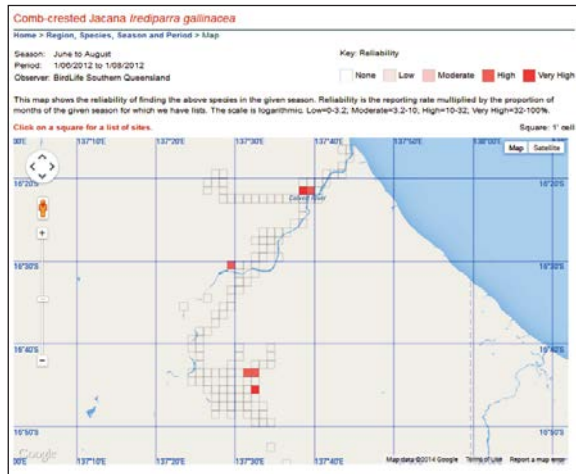 Comb-crested Jacana Irediparra gallinacea
Home > Region, Species, Season and Period > Map
Season: June to August
Period: 1/06/2012 to 1/08/2012
Observer: BirdLife Southern Queensland
Key: Reliability
None Low Moderate High Very High
This map shows the reliability of finding the above species in the given season. Reliability is the reporting rate multiplied by the proportion of
months of the given season for which we have lists. The scale is logarithmic. Low=0-3.2, Moderate=3.2-10, High=10-32, Very High=32-100%.
Click on a square for a list of sites.
Square: 1' cell
00'E 137°10'E 137°20'E 137°30'E 137°40'E 137°50'E 138°00'E
Map Satellite
16°20'S 16°20'S
Calvert River
16°30'S 16°30'S
16°40'S 16°40'S
16°50'S 16°50'S
00'E 137°10'E 137°20'E 137°30'E 137°40'E
Google
Map data ©2014 Google Terms of Use Report a map error